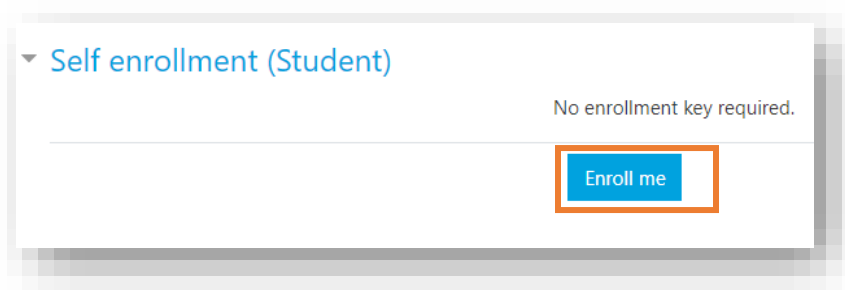 Self enrollment (Student)
No enrollment key required.
Enroll me